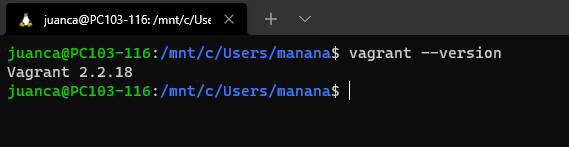 juanca@PC103-116: /mnt/c/Use
juanca@PC103-116:/mnt/c/Users/manana$ vagrant --version
Vagrant 2.2.18
juanca@PC103-116:/mnt/c/Users/manana$